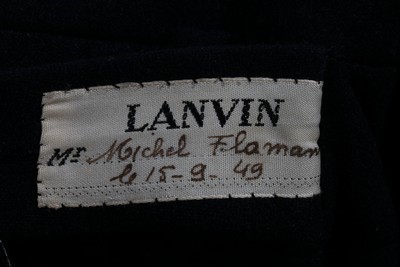 LANVIN
Mr. Michel Flaman
le 15-9-49